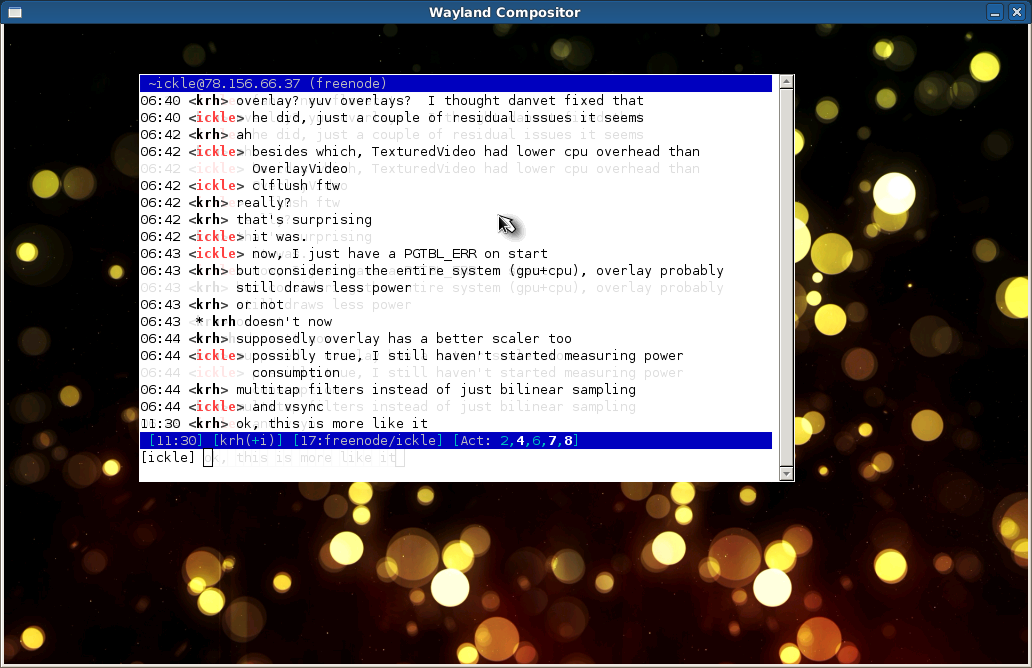 Wayland Compositor
~ickle@78.156.66.37 (freenode)
06:40 <krh> overlay? yuv overlays?  I thought danvet fixed that
06:40 <ickle> he did, just a couple of residual issues it seems
06:42 <krh> ah
06:42 <ickle> besides which, TexturedVideo had lower cpu overhead than
OverlayVideo
06:42 <ickle> clflush ftw
06:42 <krh> really?
06:42 <krh> that's surprising
06:42 <ickle> it was.
06:43 <ickle> now, I just have a PGTBL_ERR on start
06:43 <krh> but considering the entire system (gpu+cpu), overlay probably
still draws less power
06:43 <krh> or not
06:43  * krh doesn't now
06:44 <krh> supposedly overlay has a better scaler too
06:44 <ickle> possibly true, I still haven't started measuring power
consumption
06:44 <krh> multitap filters instead of just bilinear sampling
06:44 <ickle> and vsync
11:30 <krh> ok, this is more like it
[11:30] [krh(+i)] [17:freenode/ickle] [Act: 2,4,6,7,8]
[ickle] ok, this is more like it